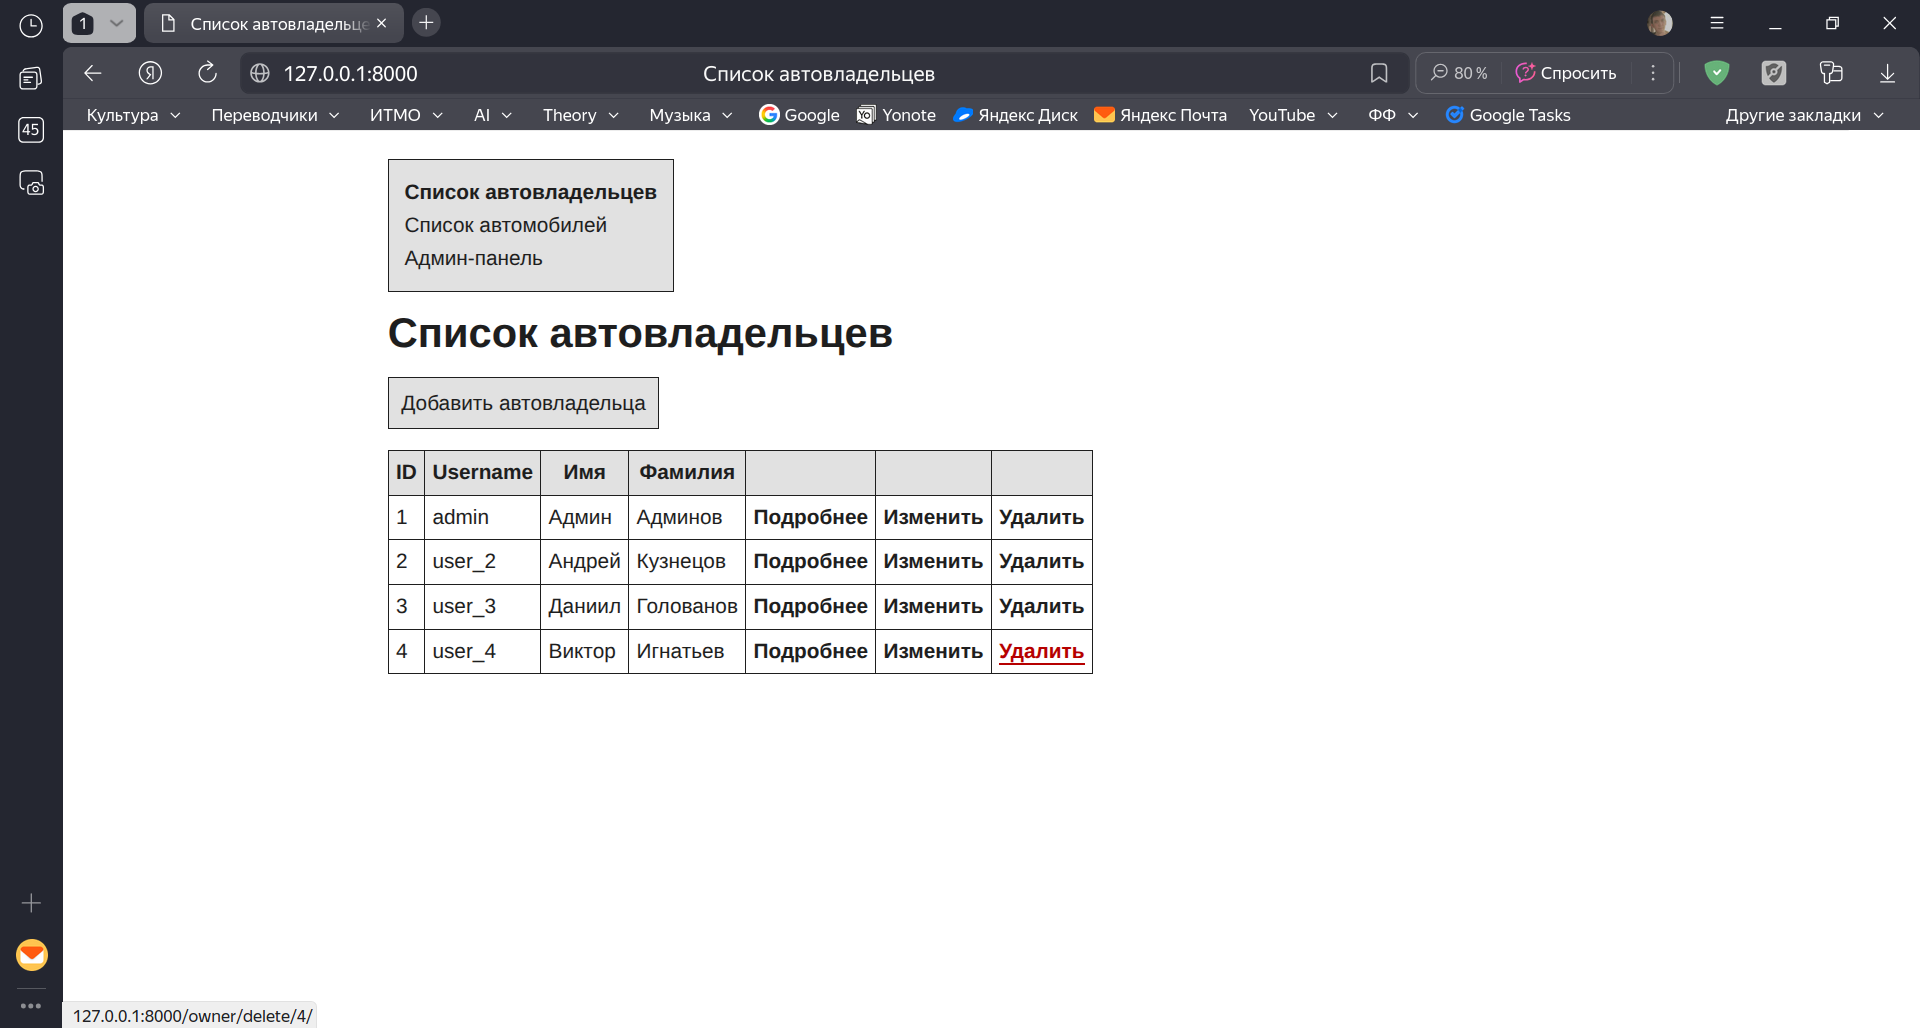 1
Список автовладельце
127.0.0.1:8000
Список автовладельцев
80 %
Спросить
45
Культура
Переводчики
ИТМО
AI
Theory
Музыка
Google
Yonote
Яндекс Диск
Яндекс Почта
YouTube
ФФ
Google Tasks
Другие закладки
Список автовладельцев
Список автомобилей
Админ-панель
Список автовладельцев
Добавить автовладельца
ID Username Имя Фамилия
1 admin Админ Админов Подробнее Изменить Удалить
2 user_2 Андрей Кузнецов Подробнее Изменить Удалить
3 user_3 Даниил Голованов Подробнее Изменить Удалить
4 user_4 Виктор Игнатьев Подробнее Изменить Удалить
127.0.0.1:8000/owner/delete/4/